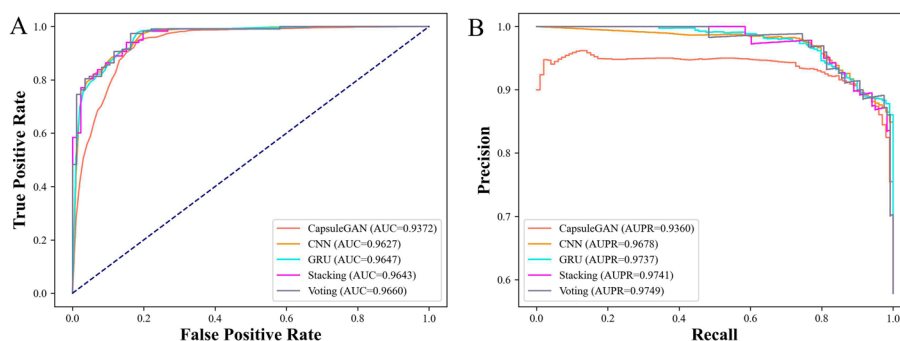 A
1.0
0.8
0.6
0.4
0.2
0.0
True Positive Rate
0.0 0.2 0.4 0.6 0.8 1.0
False Positive Rate
CapsuleGAN (AUC=0.9372)
CNN (AUC=0.9627)
GRU (AUC=0.9647)
Stacking (AUC=0.9643)
Voting (AUC=0.9660)
B
1.0
0.9
0.8
0.7
0.6
Precision
0.0 0.2 0.4 0.6 0.8 1.0
Recall
CapsuleGAN (AUPR=0.9360)
CNN (AUPR=0.9678)
GRU (AUPR=0.9737)
Stacking (AUPR=0.9741)
Voting (AUPR=0.9749)